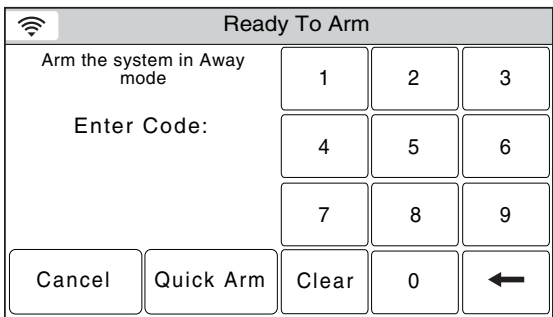 Ready To Arm
Arm the system in Away
mode
Enter Code:
1 2 3
4 5 6
7 8 9
Cancel Quick Arm Clear 0